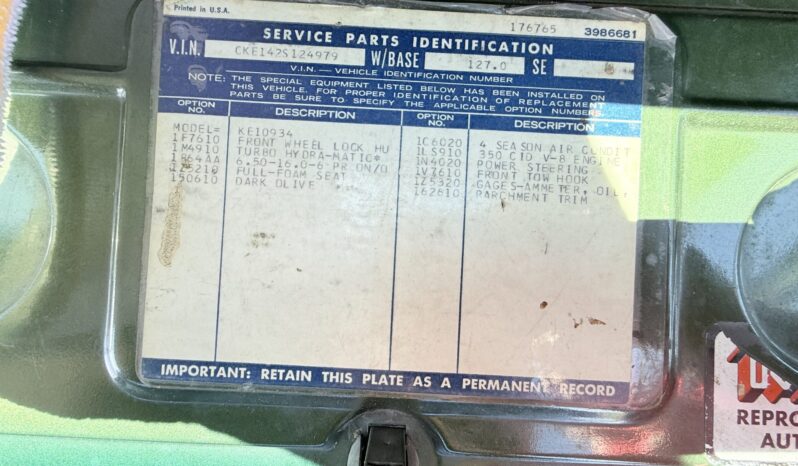 Printed in U.S.A. 176765 3986681
SERVICE PARTS IDENTIFICATION
V.I.N. CKE142S124979 W/BASE 127.0 SE
V.I.N. — VEHICLE IDENTIFICATION NUMBER
NOTE: THE SPECIAL EQUIPMENT LISTED BELOW HAS BEEN INSTALLED ON
THIS VEHICLE. FOR PROPER IDENTIFICATION OF REPLACEMENT
PARTS BE SURE TO SPECIFY THE APPLICABLE OPTION NUMBERS.
OPTION NO. DESCRIPTION OPTION NO. DESCRIPTION
MODEL= KE10934
1F7610 FRONT WHEEL LOCK HU
1M4910 TURBO HYDRA-MATIC*
6.50-16.0-6 PR ON/O
FULL-FOAM SEAT
150610 DARK OLIVE
1C6020 4 SEASON AIR CONDIT
1LS910 350 CID V-8 ENGINE
1N4020 POWER STEERING
1V7610 FRONT TOW HOOK
1Z5320 GAGES-AMMETER, OIL,
162610 PARCHMENT TRIM
IMPORTANT: RETAIN THIS PLATE AS A PERMANENT RECORD
REPRO
AUT